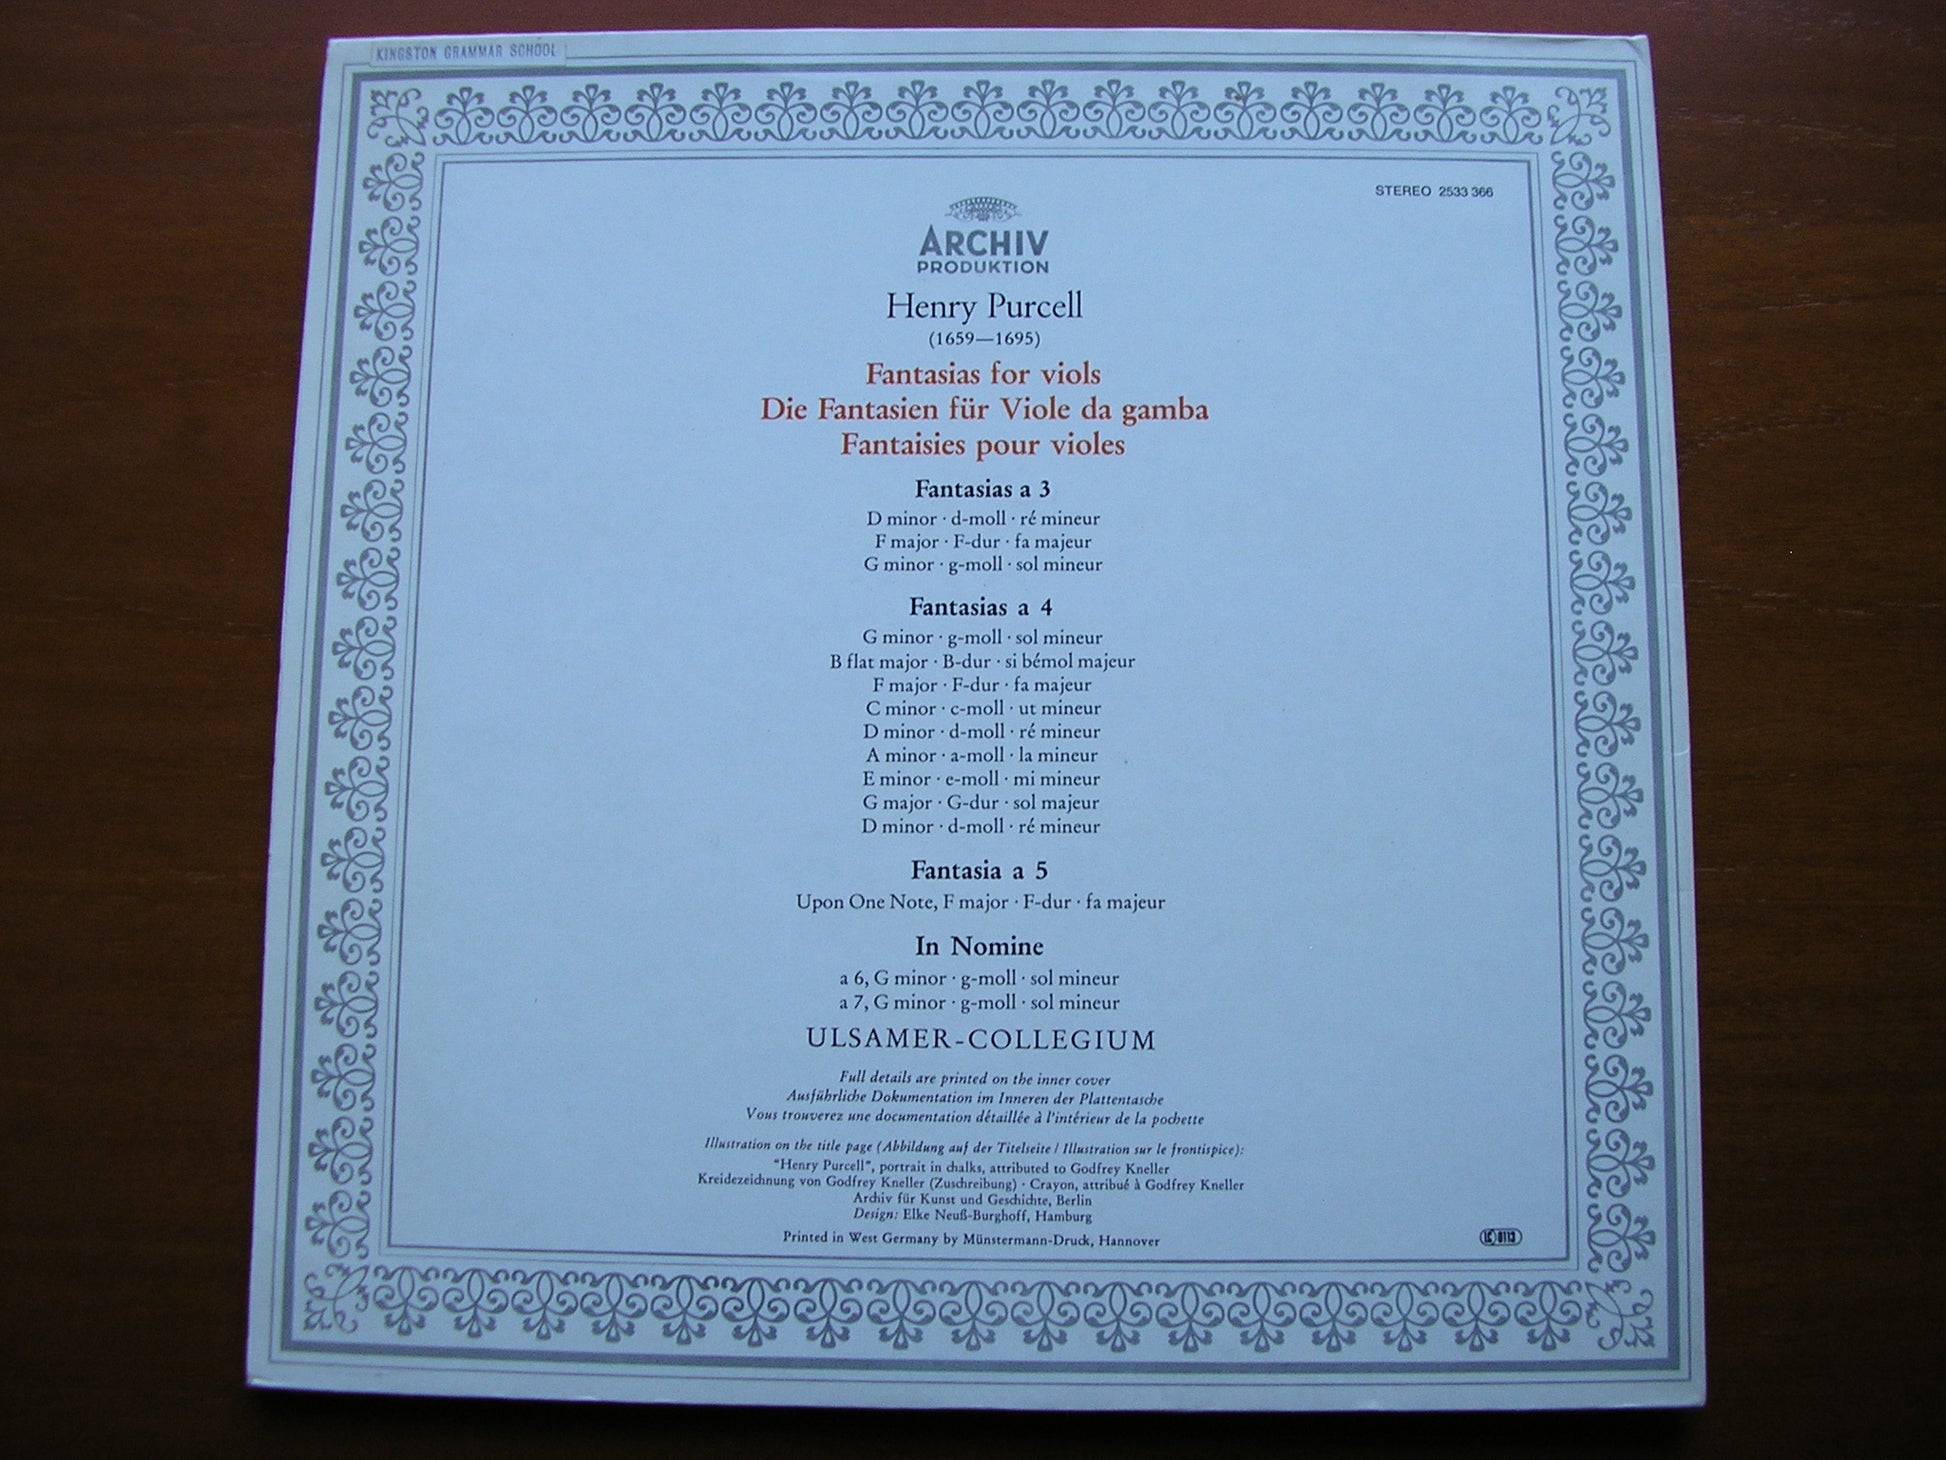 KINGSTON GRAMMAR SCHOOL
STEREO 2533 366
ARCHIV
PRODUKTION
Henry Purcell
(1659—1695)
Fantasias for viols
Die Fantasien für Viole da gamba
Fantaisies pour violes
Fantasias a 3
D minor · d-moll · ré mineur
F major · F-dur · fa majeur
G minor · g-moll · sol mineur
Fantasias a 4
G minor · g-moll · sol mineur
B flat major · B-dur · si bémol majeur
F major · F-dur · fa majeur
C minor · c-moll · ut mineur
D minor · d-moll · ré mineur
A minor · a-moll · la mineur
E minor · e-moll · mi mineur
G major · G-dur · sol majeur
D minor · d-moll · ré mineur
Fantasia a 5
Upon One Note, F major · F-dur · fa majeur
In Nomine
a 6, G minor · g-moll · sol mineur
a 7, G minor · g-moll · sol mineur
ULSAMER-COLLEGIUM
Full details are printed on the inner cover
Ausführliche Dokumentation im Inneren der Plattentasche
Vous trouverez une documentation détaillée à l'intérieur de la pochette
Illustration on the title page (Abbildung auf der Titelseite / Illustration sur le frontispice):
"Henry Purcell", portrait in chalks, attributed to Godfrey Kneller
Kreidezeichnung von Godfrey Kneller (Zuschreibung) · Crayon, attribué à Godfrey Kneller
Archiv für Kunst und Geschichte, Berlin
Design: Elke Neuß-Burghoff, Hamburg
Printed in West Germany by Münstermann-Druck, Hannover
LC 0113